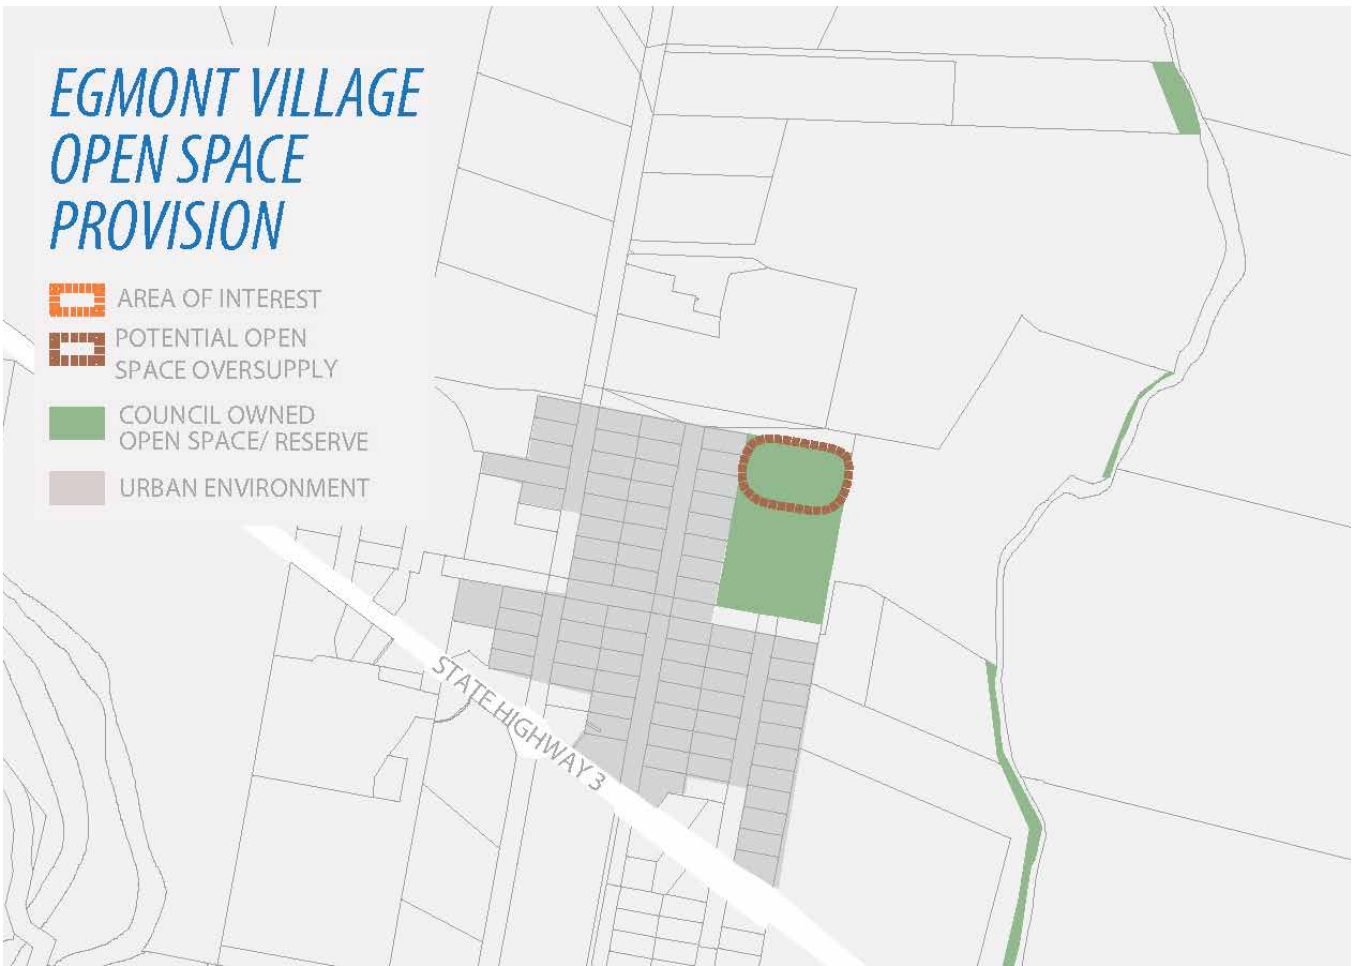 EGMONT VILLAGE
OPEN SPACE
PROVISION
AREA OF INTEREST
POTENTIAL OPEN
SPACE OVERSUPPLY
COUNCIL OWNED
OPEN SPACE/ RESERVE
URBAN ENVIRONMENT
STATE HIGHWAY 3